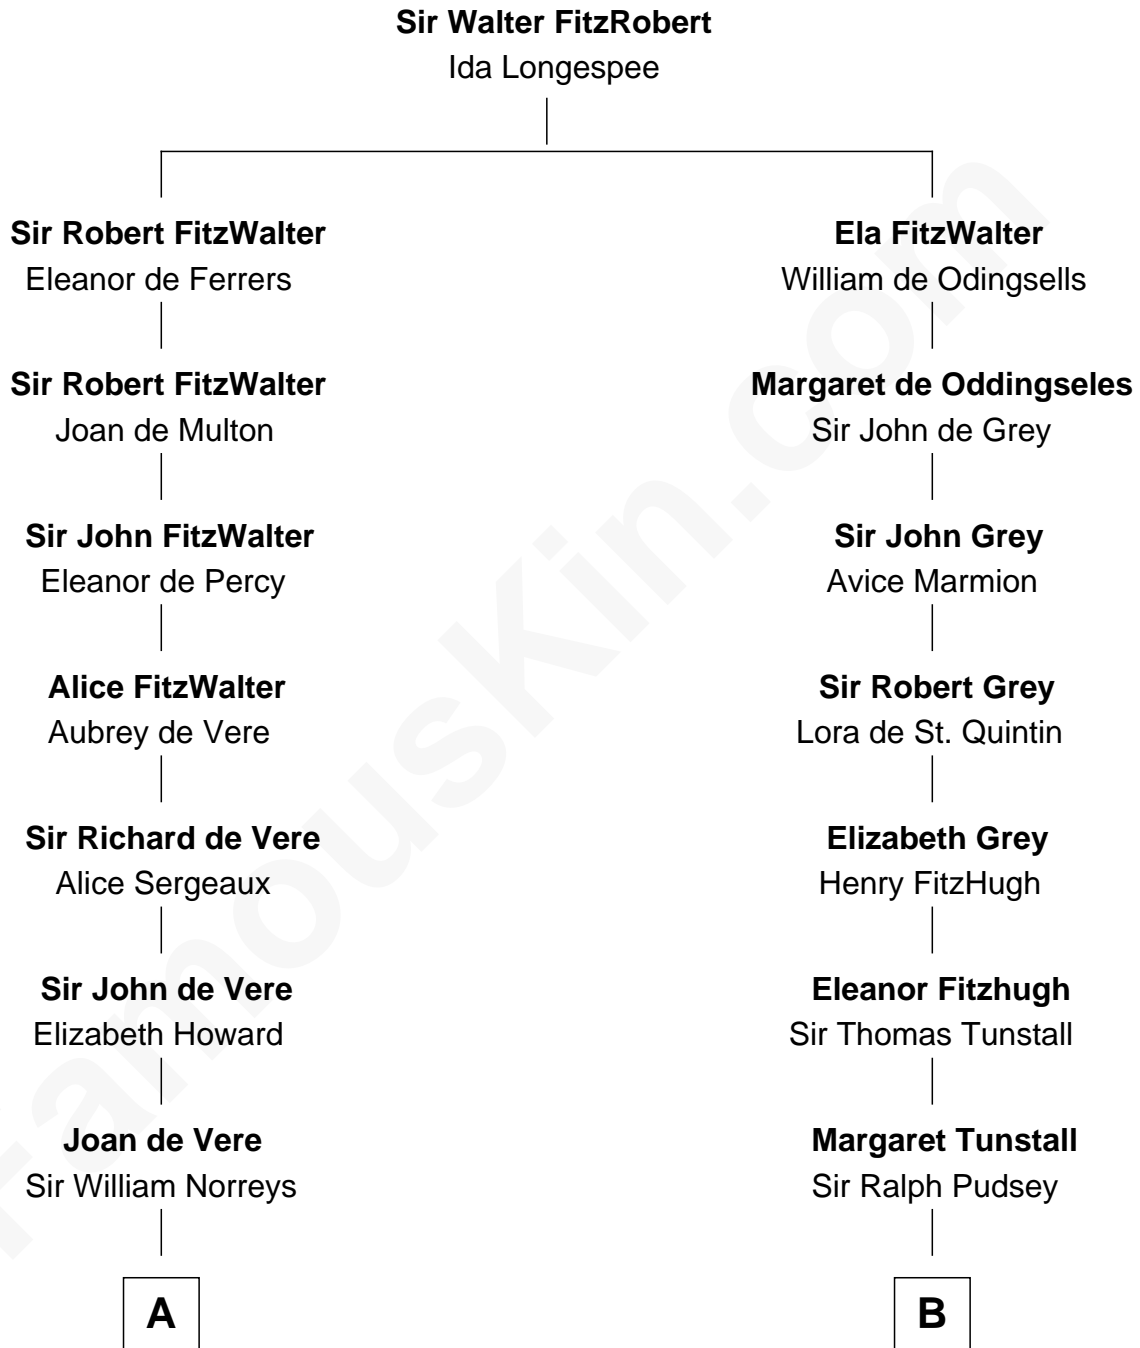 Sir Walter FitzRobert
Ida Longespee
Sir Robert FitzWalter
Eleanor de Ferrers
Sir Robert FitzWalter
Joan de Multon
Sir John FitzWalter
Eleanor de Percy
Alice FitzWalter
Aubrey de Vere
Sir Richard de Vere
Alice Sergeaux
Sir John de Vere
Elizabeth Howard
Joan de Vere
Sir William Norreys
A
Ela FitzWalter
William de Odingsells
Margaret de Oddingseles
Sir John de Grey
Sir John Grey
Avice Marmion
Sir Robert Grey
Lora de St. Quintin
Elizabeth Grey
Henry FitzHugh
Eleanor Fitzhugh
Sir Thomas Tunstall
Margaret Tunstall
Sir Ralph Pudsey
B
FamousKin.com